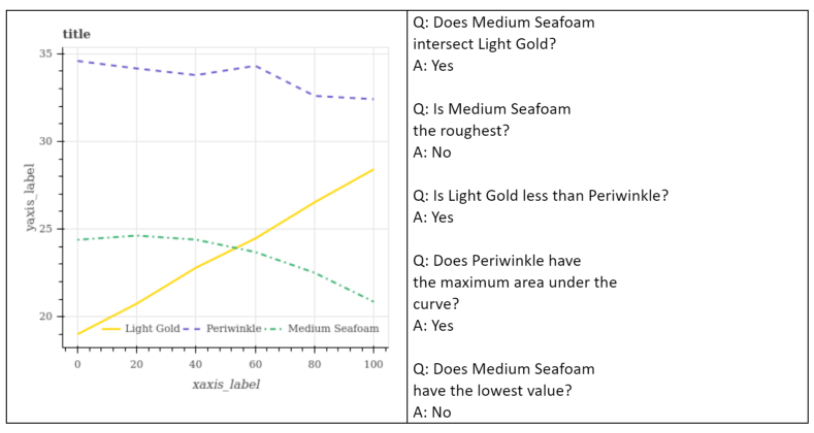 title
35
30
25
20
yaxis_label
Light Gold Periwinkle Medium Seafoam
0 20 40 60 80 100
xaxis_label
Q: Does Medium Seafoam
intersect Light Gold?
A: Yes
Q: Is Medium Seafoam
the roughest?
A: No
Q: Is Light Gold less than Periwinkle?
A: Yes
Q: Does Periwinkle have
the maximum area under the
curve?
A: Yes
Q: Does Medium Seafoam
have the lowest value?
A: No